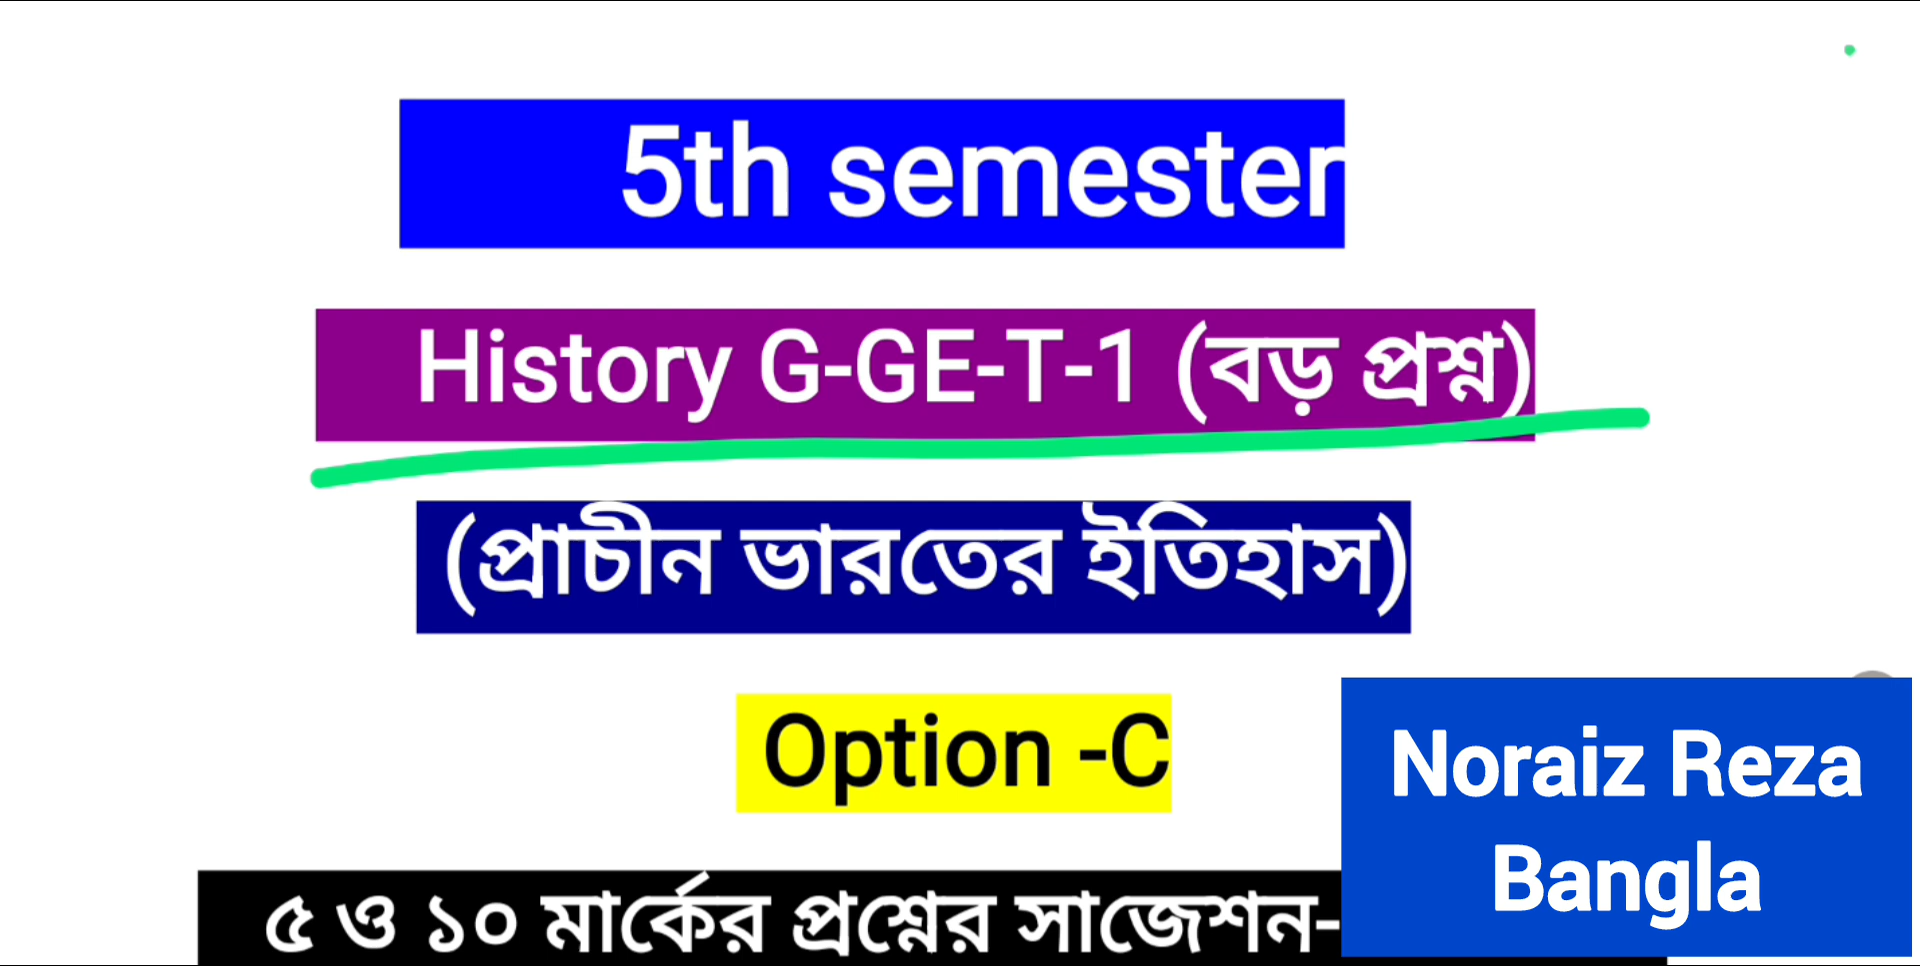 5th semester
History G-GE-T-1 (বড় প্রশ্ন)
(প্রাচীন ভারতের ইতিহাস)
Option -C
৫ ও ১০ মার্কের প্রশ্নের সাজেশন-
Noraiz Reza
Bangla